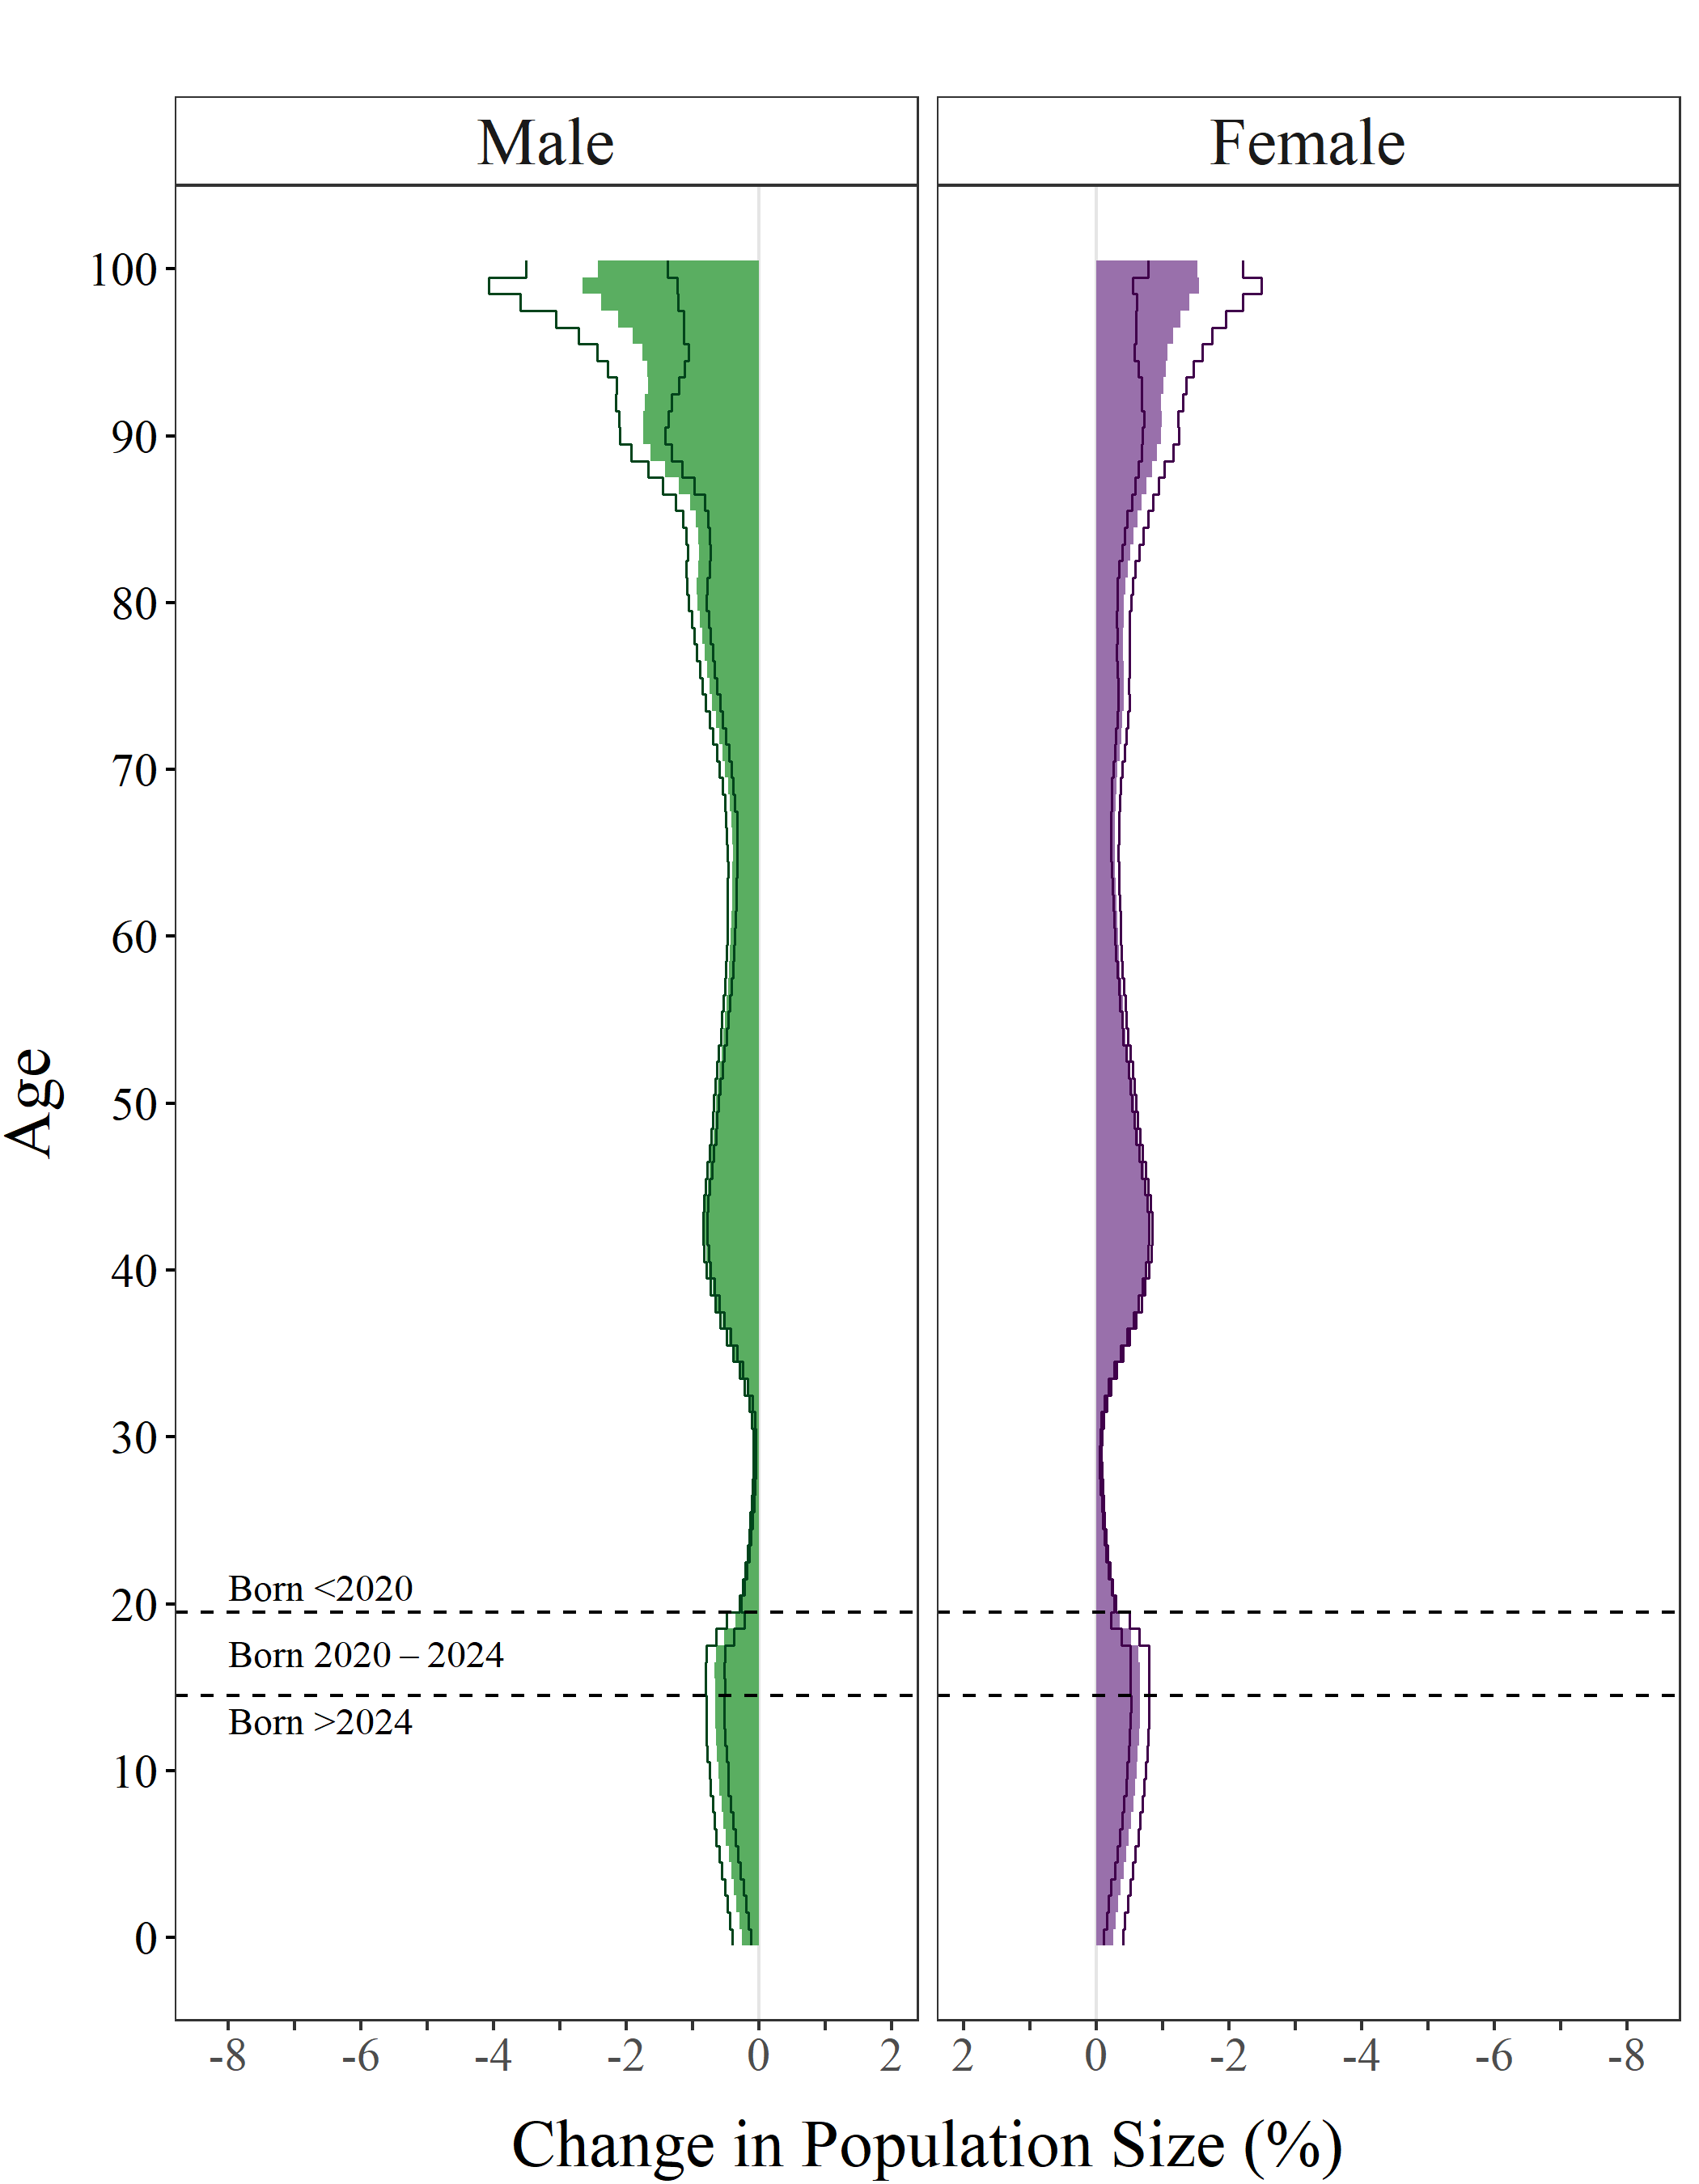 Male
Female
100
90
80
70
60
50
40
30
20
10
0
Age
Born <2020
Born 2020 – 2024
Born >2024
-8 -6 -4 -2 0 2
2 0 -2 -4 -6 -8
Change in Population Size (%)